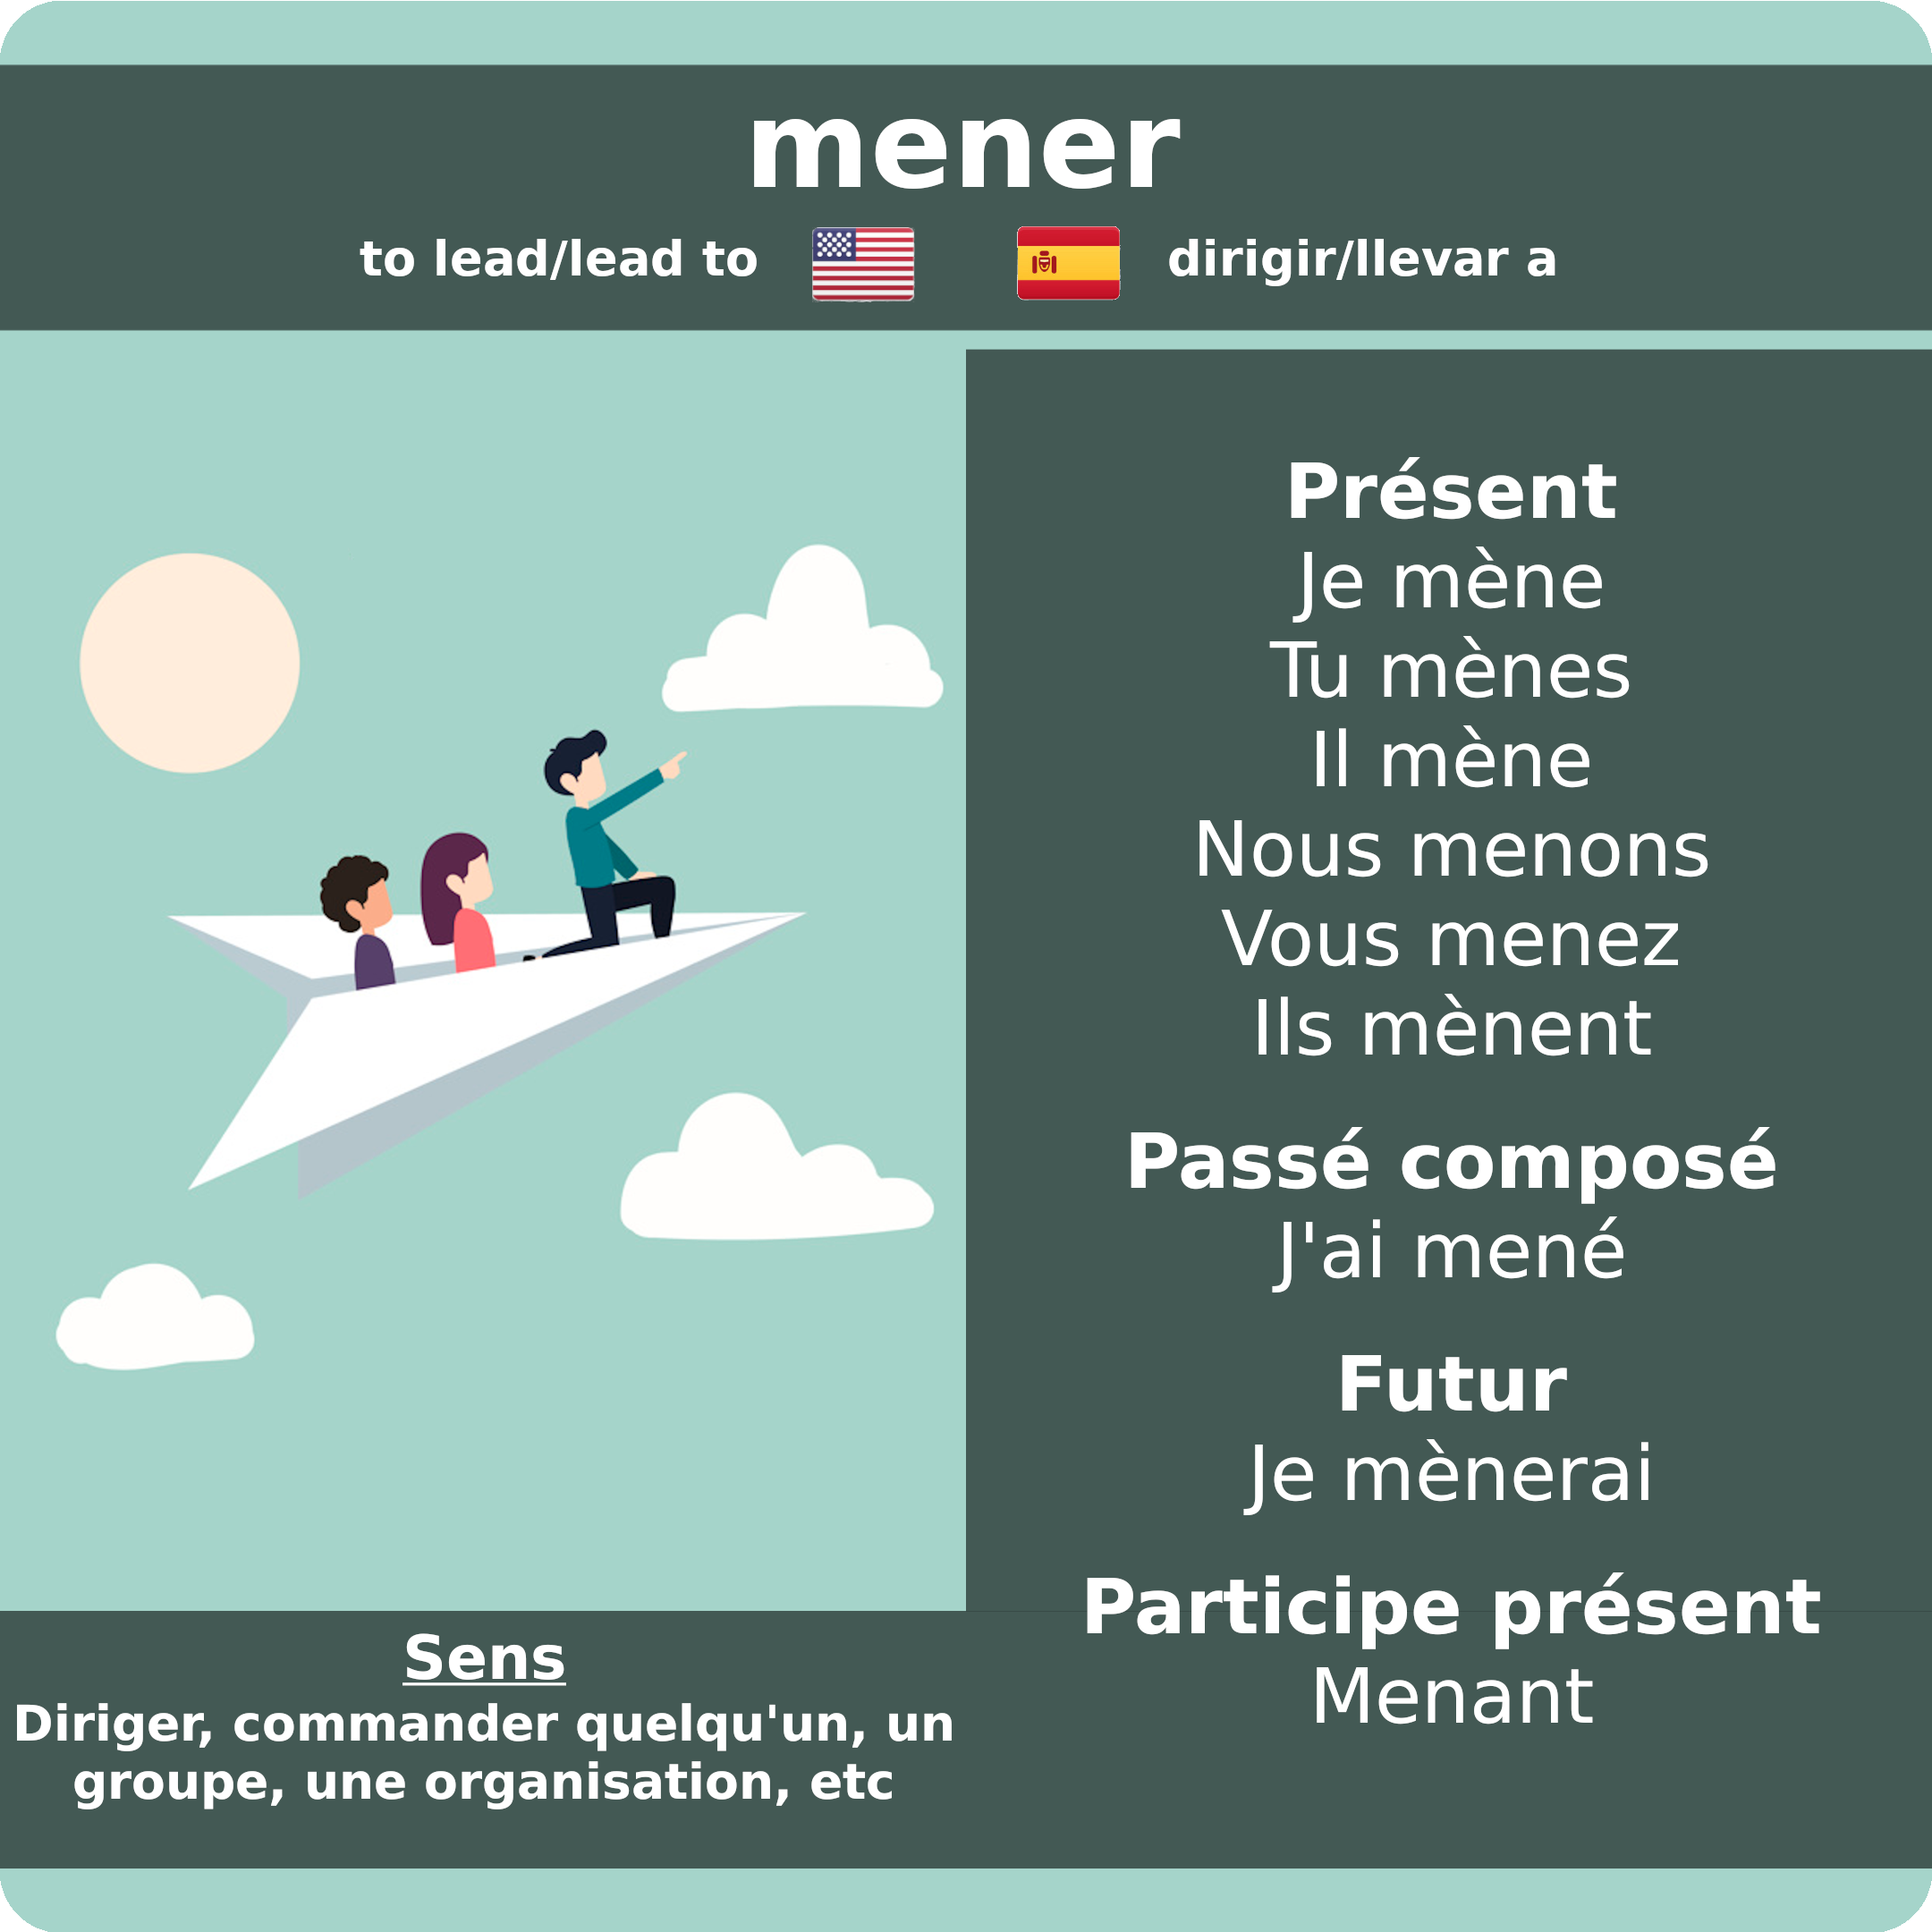 mener
to lead/lead to
dirigir/llevar a
Présent
Je mène
Tu mènes
Il mène
Nous menons
Vous menez
Ils mènent
Passé composé
J'ai mené
Futur
Je mènerai
Participe présent
Menant
Sens
Diriger, commander quelqu'un, un
groupe, une organisation, etc